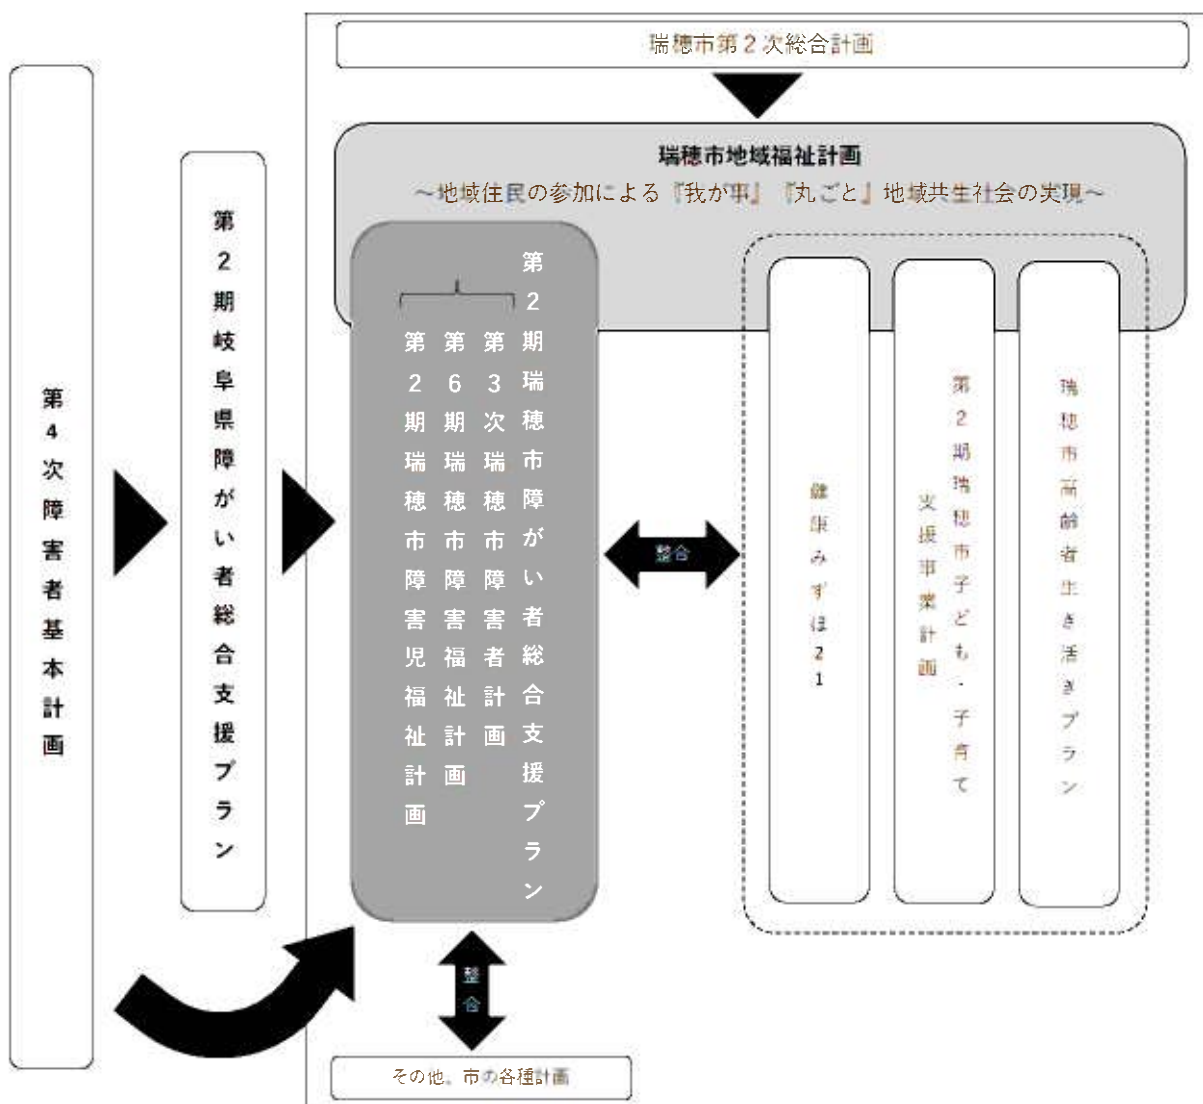 瑞穂市第２次総合計画
瑞穂市地域福祉計画
～地域住民の参加による『我が事』『丸ごと』地域共生社会の実現～
第４次障害者基本計画
第２期岐阜県障がい者総合支援プラン
第２期瑞穂市障がい者総合支援プラン
第３次瑞穂市障害者計画
第６期瑞穂市障害福祉計画
第２期瑞穂市障害児福祉計画
整合
瑞穂市高齢者生き活きプラン
第２期瑞穂市子ども・子育て
支援事業計画
健康みずほ２１
整合
その他、市の各種計画